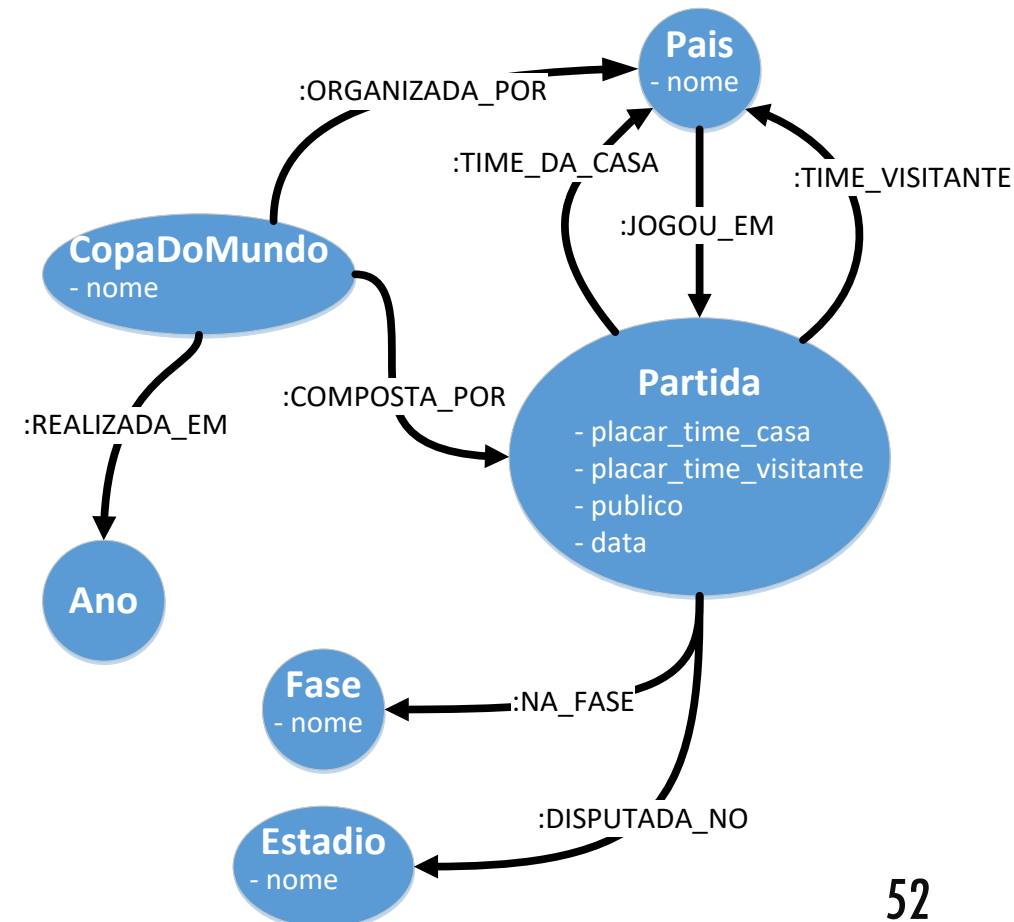 Pais
- nome
:ORGANIZADA_POR
:TIME_DA_CASA
:TIME_VISITANTE
:JOGOU_EM
CopaDoMundo
- nome
Partida
- placar_time_casa
- placar_time_visitante
- publico
- data
:COMPOSTA_POR
:REALIZADA_EM
Ano
Fase
- nome
:NA_FASE
:DISPUTADA_NO
Estadio
- nome
52